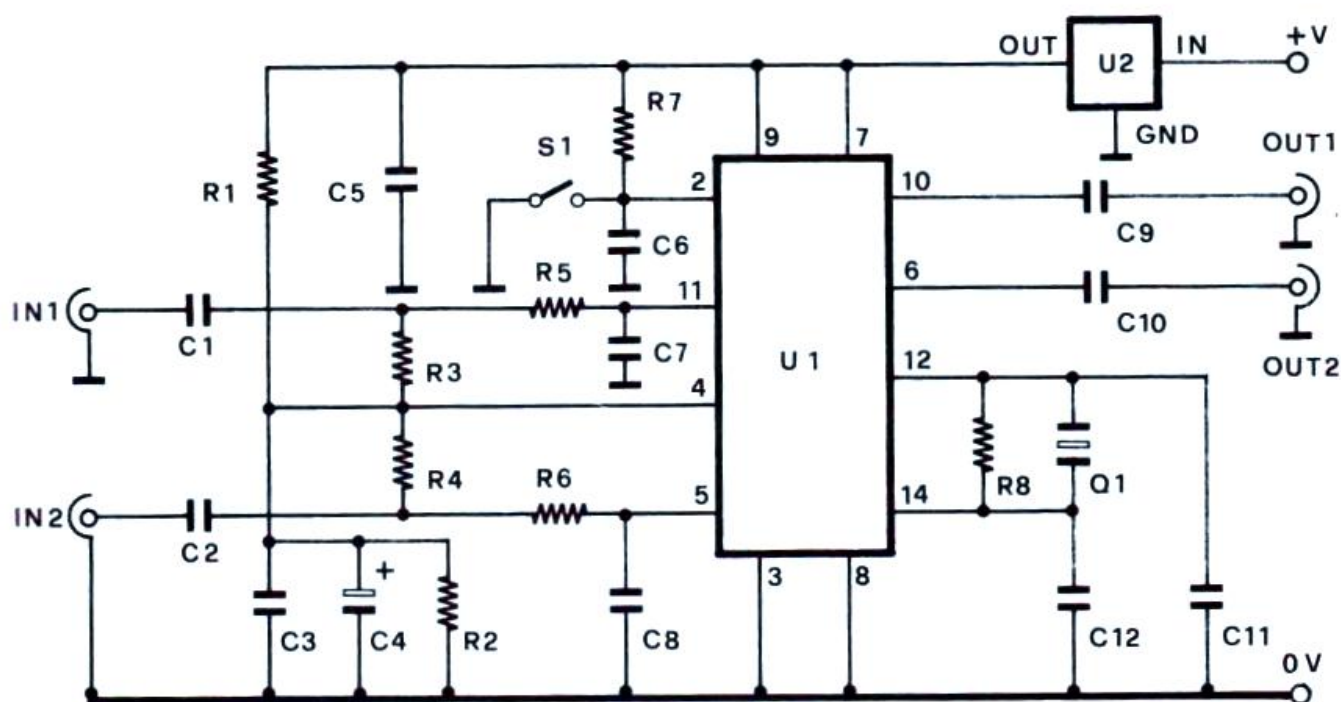 OUT
U2
IN
+V
GND
R7
9
7
S1
2
10
OUT1
R1
C5
C6
C9
R5
11
6
IN1
C1
C7
C10
R3
U1
12
OUT2
4
R4
R6
R8
Q1
5
14
IN2
C2
+
3
8
C3
C4
R2
C8
C12
C11
0V